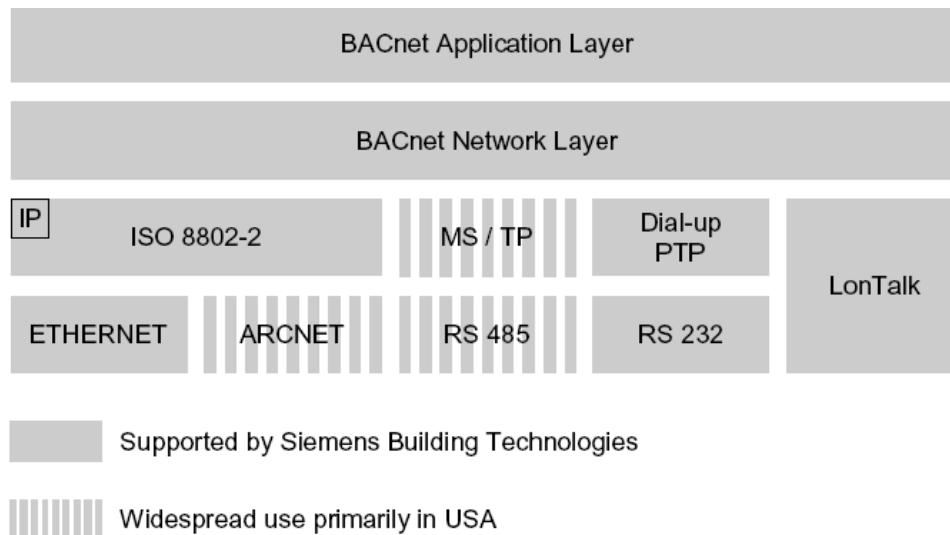 BACnet Application Layer
BACnet Network Layer
IP
ISO 8802-2
MS / TP
Dial-up
PTP
LonTalk
ETHERNET
ARCNET
RS 485
RS 232
Supported by Siemens Building Technologies
Widespread use primarily in USA